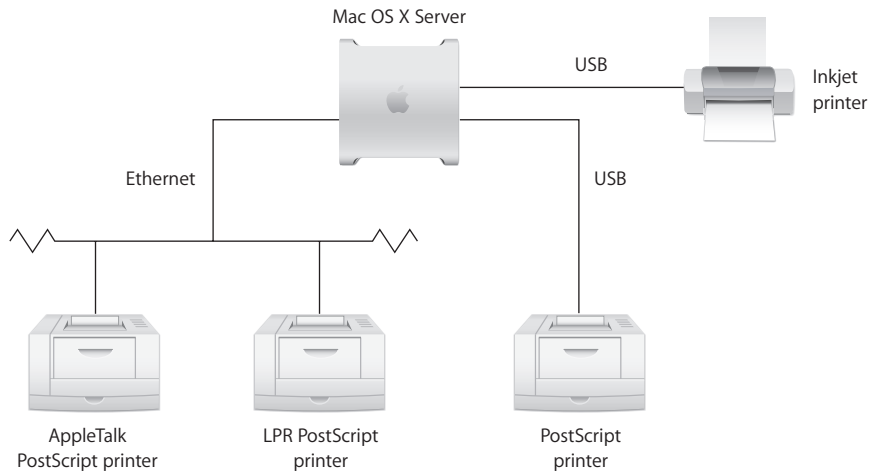 Mac OS X Server
USB
Inkjet
printer
Ethernet
USB
AppleTalk
PostScript printer
LPR PostScript
printer
PostScript
printer